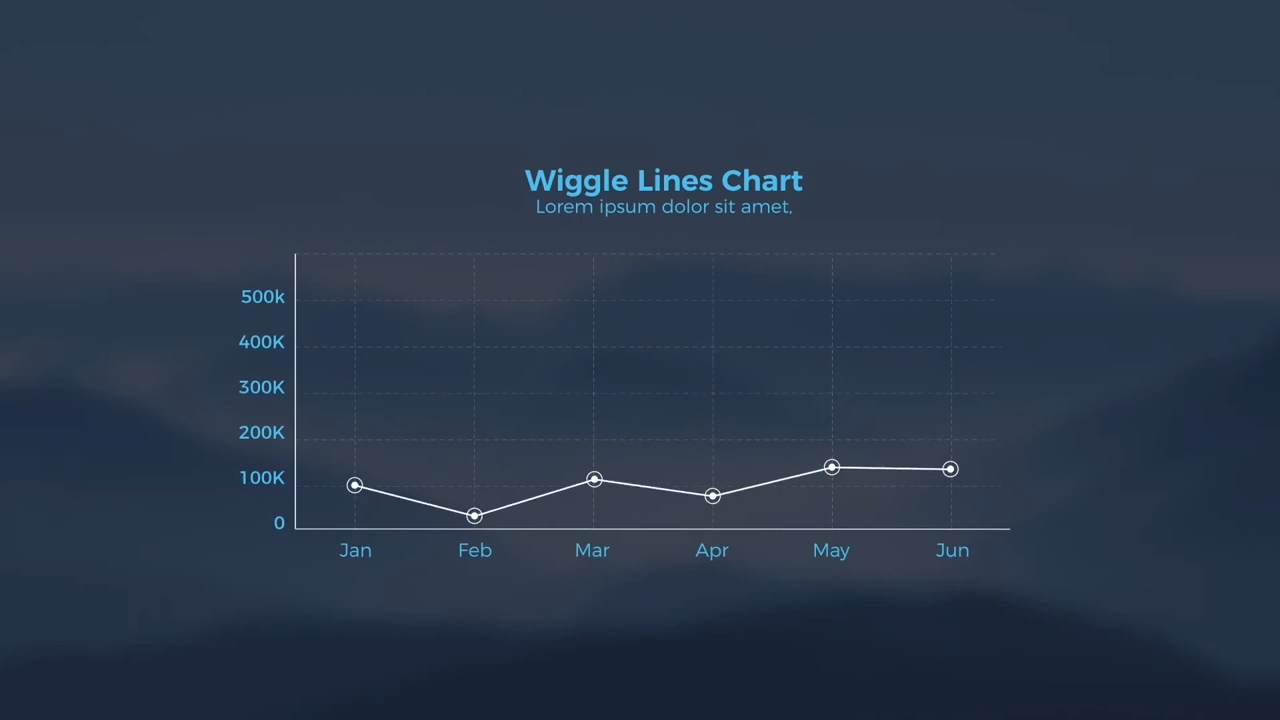 Wiggle Lines Chart
Lorem ipsum dolor sit amet,
500k
400K
300K
200K
100K
0
Jan Feb Mar Apr May Jun